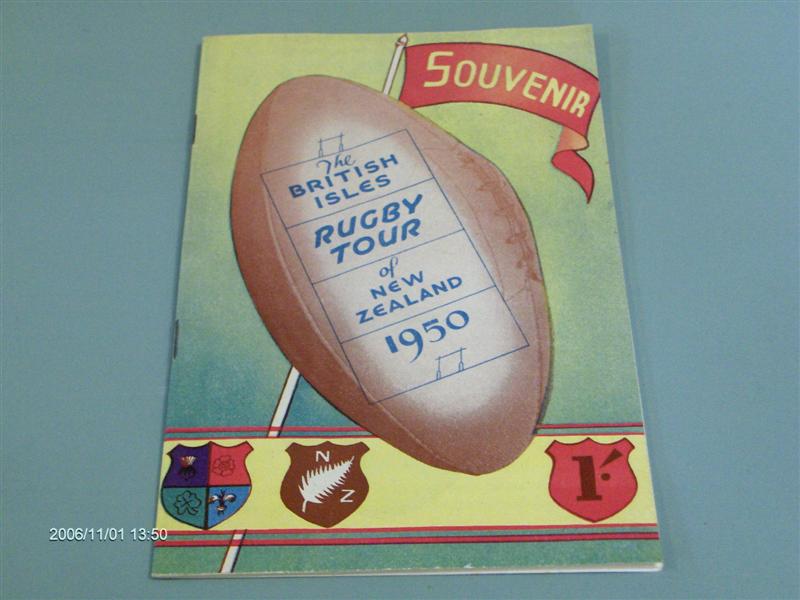 SOUVENIR
The
BRITISH
ISLES
RUGBY
TOUR
of
NEW
ZEALAND
1950
N
Z
1/-
2006/11/01 13:50